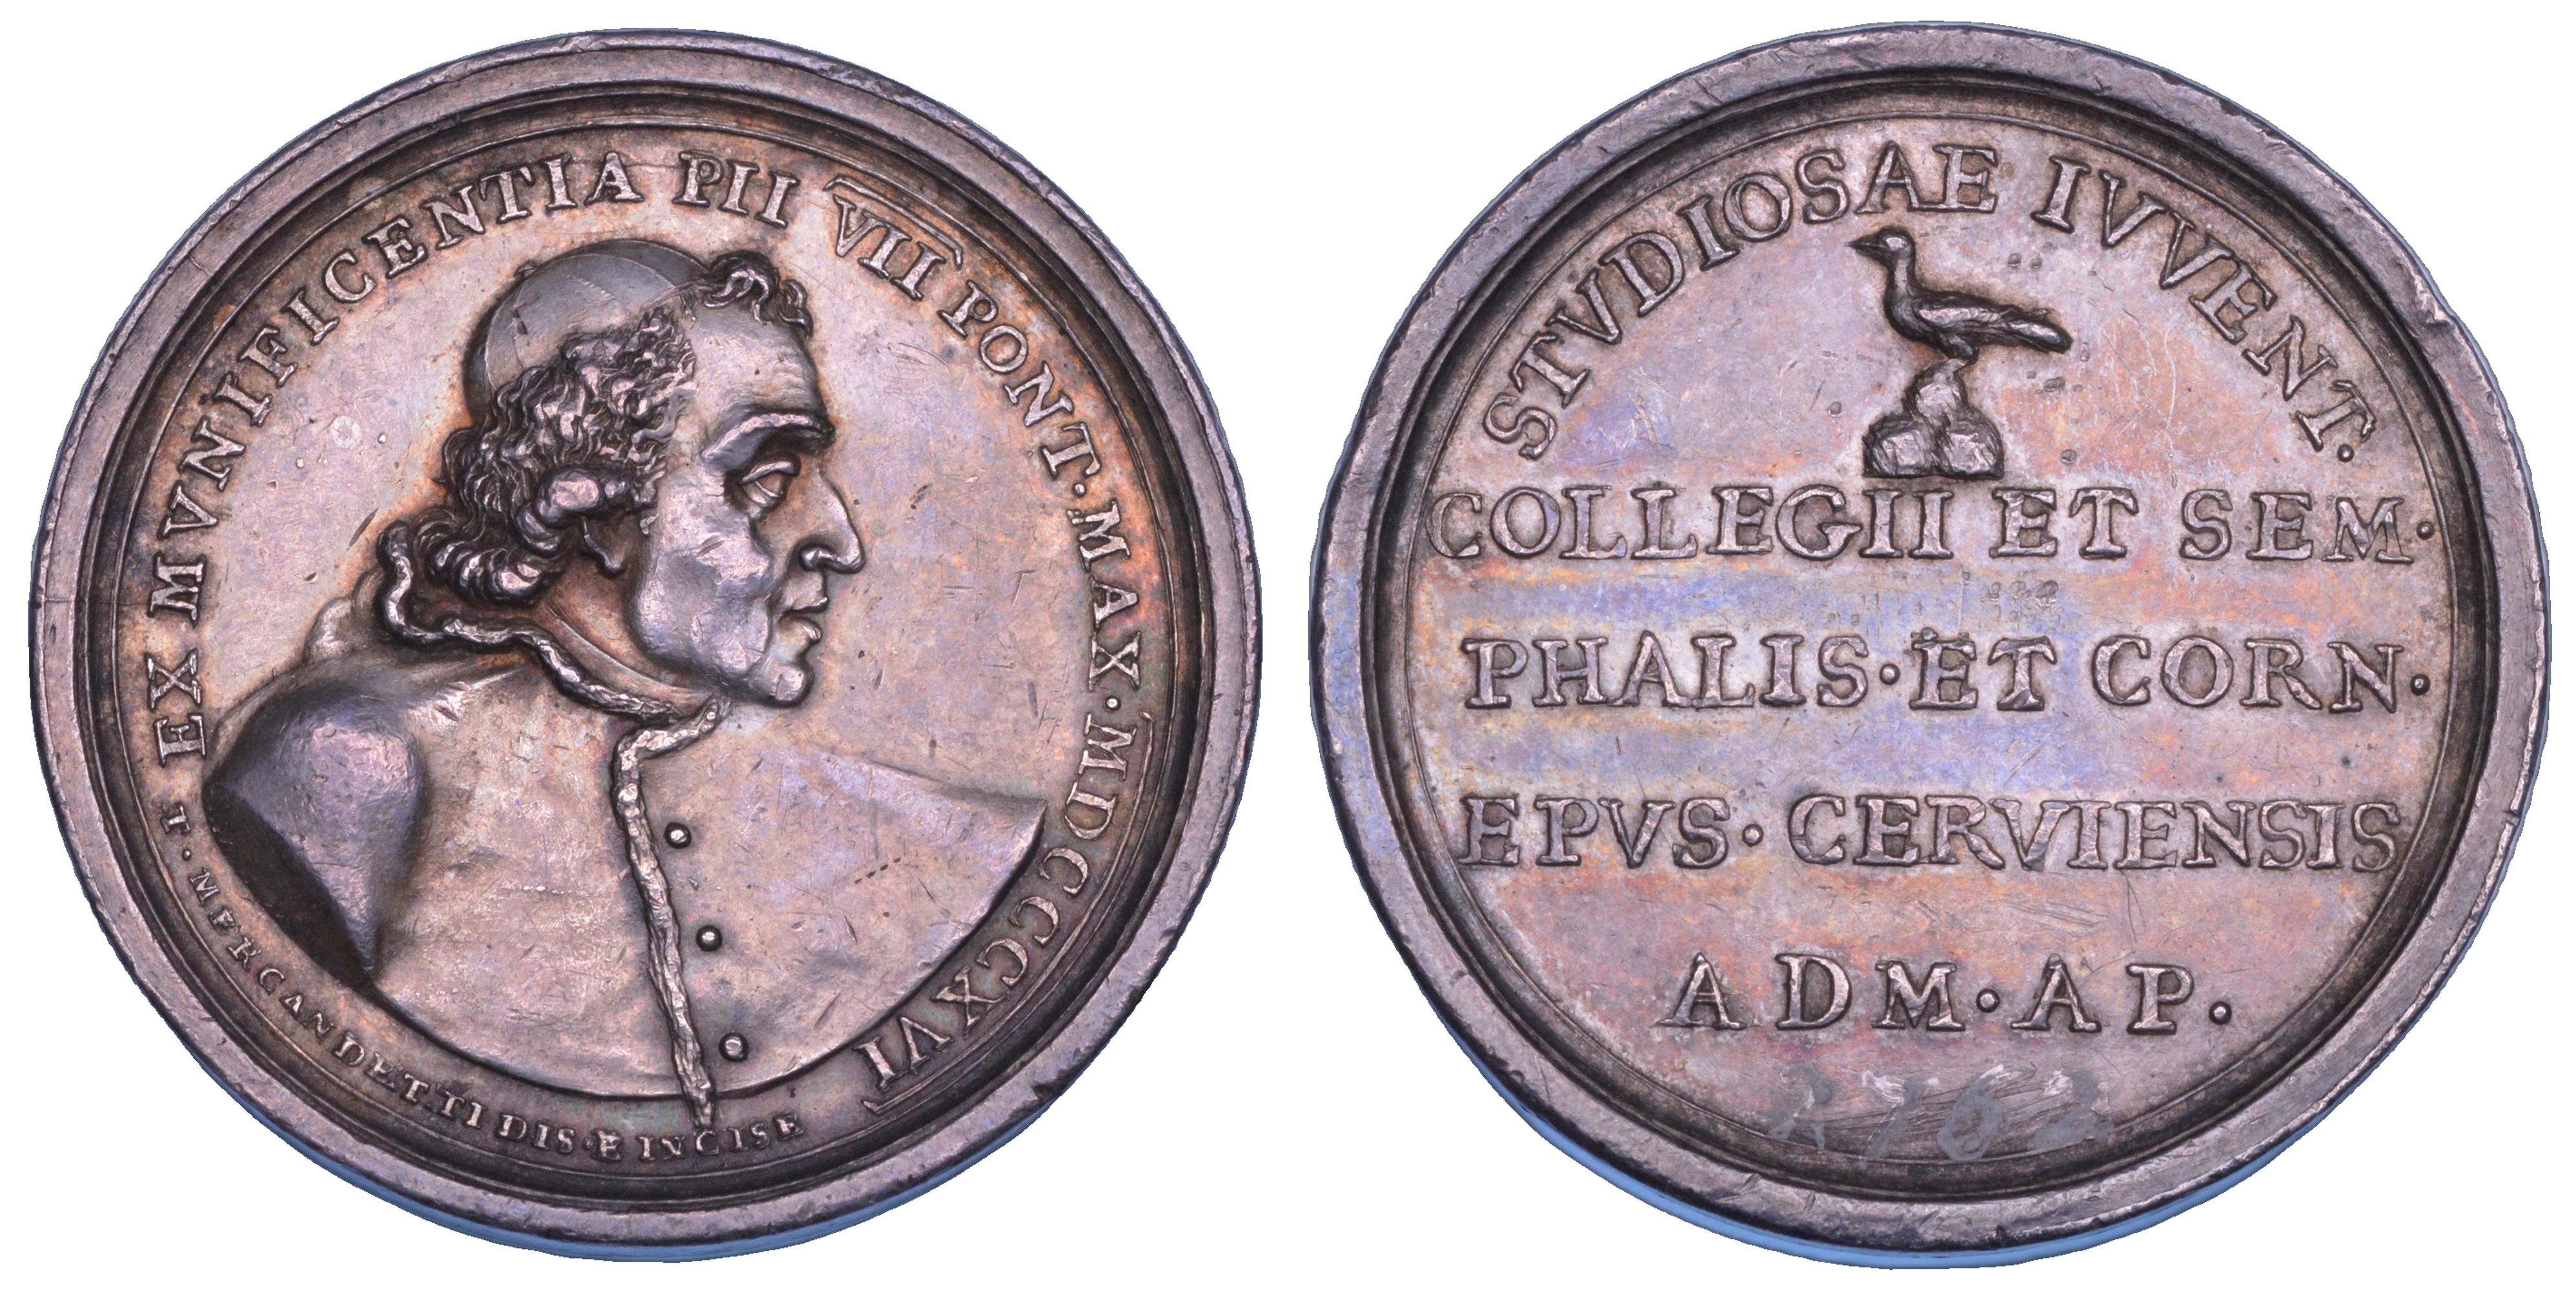 EX MVNIFICENTIA PII VII PONT. MAX. MDCCCXVI
T. MERCANDETTI DIS. E INCISE
STVDIOSAE IVVENT.
COLLEGII ET SEM.
PHALIS. ET CORN.
EPVS. CERVIENSIS
ADM. AP.